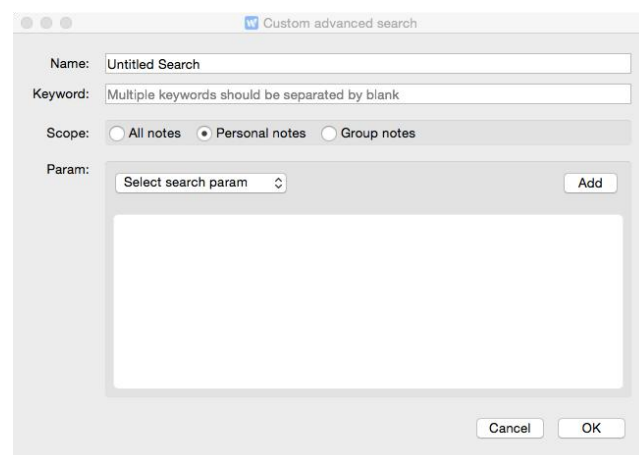 Custom advanced search
Name: Untitled Search
Keyword: Multiple keywords should be separated by blank
Scope: All notes Personal notes Group notes
Param:
Select search param Add
Cancel OK